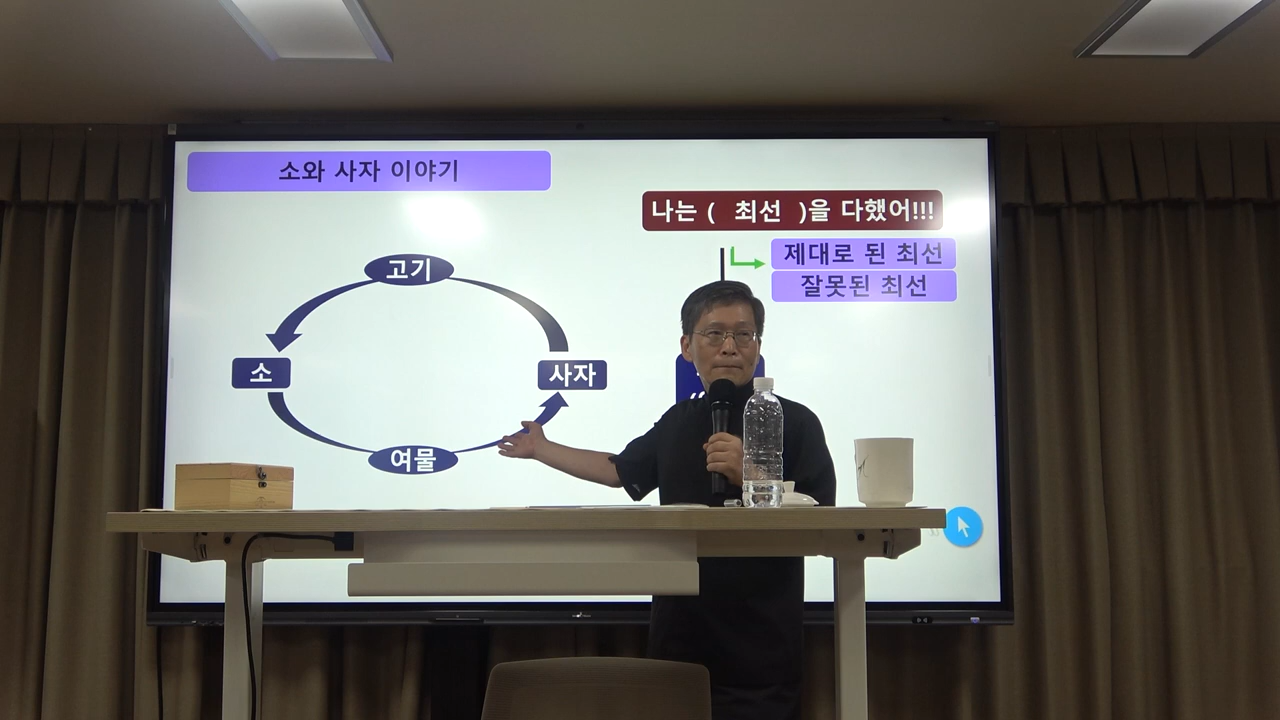 소와 사자 이야기
나는 ( 최선 )을 다했어!!!
제대로 된 최선
잘못된 최선
고기
소
사자
여물
“